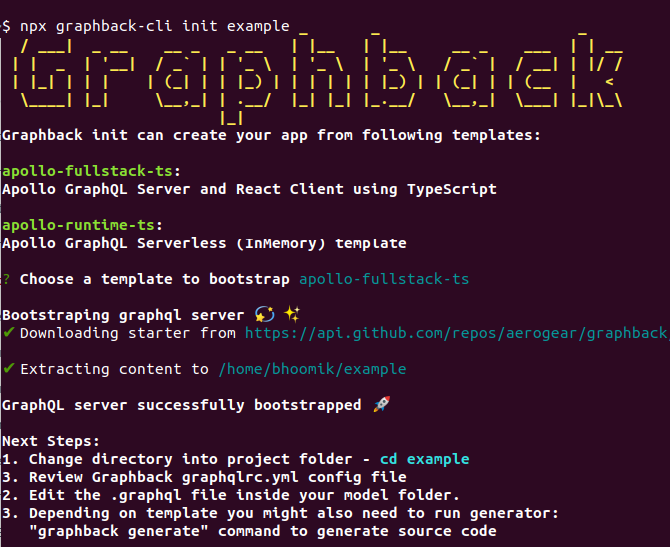 $ npx graphback-cli init example
Graphback
Graphback init can create your app from following templates:
apollo-fullstack-ts:
Apollo GraphQL Server and React Client using TypeScript
apollo-runtime-ts:
Apollo GraphQL Serverless (InMemory) template
? Choose a template to bootstrap apollo-fullstack-ts
Bootstraping graphql server 💫 ✨
✔ Downloading starter from https://api.github.com/repos/aerogear/graphback
✔ Extracting content to /home/bhoomik/example
GraphQL server successfully bootstrapped 🚀
Next Steps:
1. Change directory into project folder - cd example
3. Review Graphback graphqlrc.yml config file
2. Edit the .graphql file inside your model folder.
3. Depending on template you might also need to run generator:
"graphback generate" command to generate source code